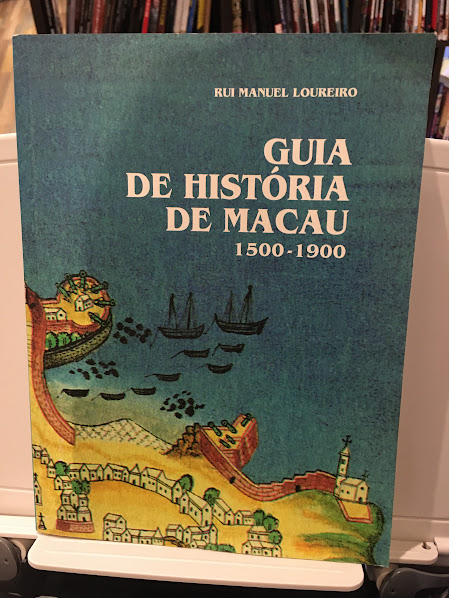 RUI MANUEL LOUREIRO
GUIA
DE HISTÓRIA
DE MACAU
1500-1900